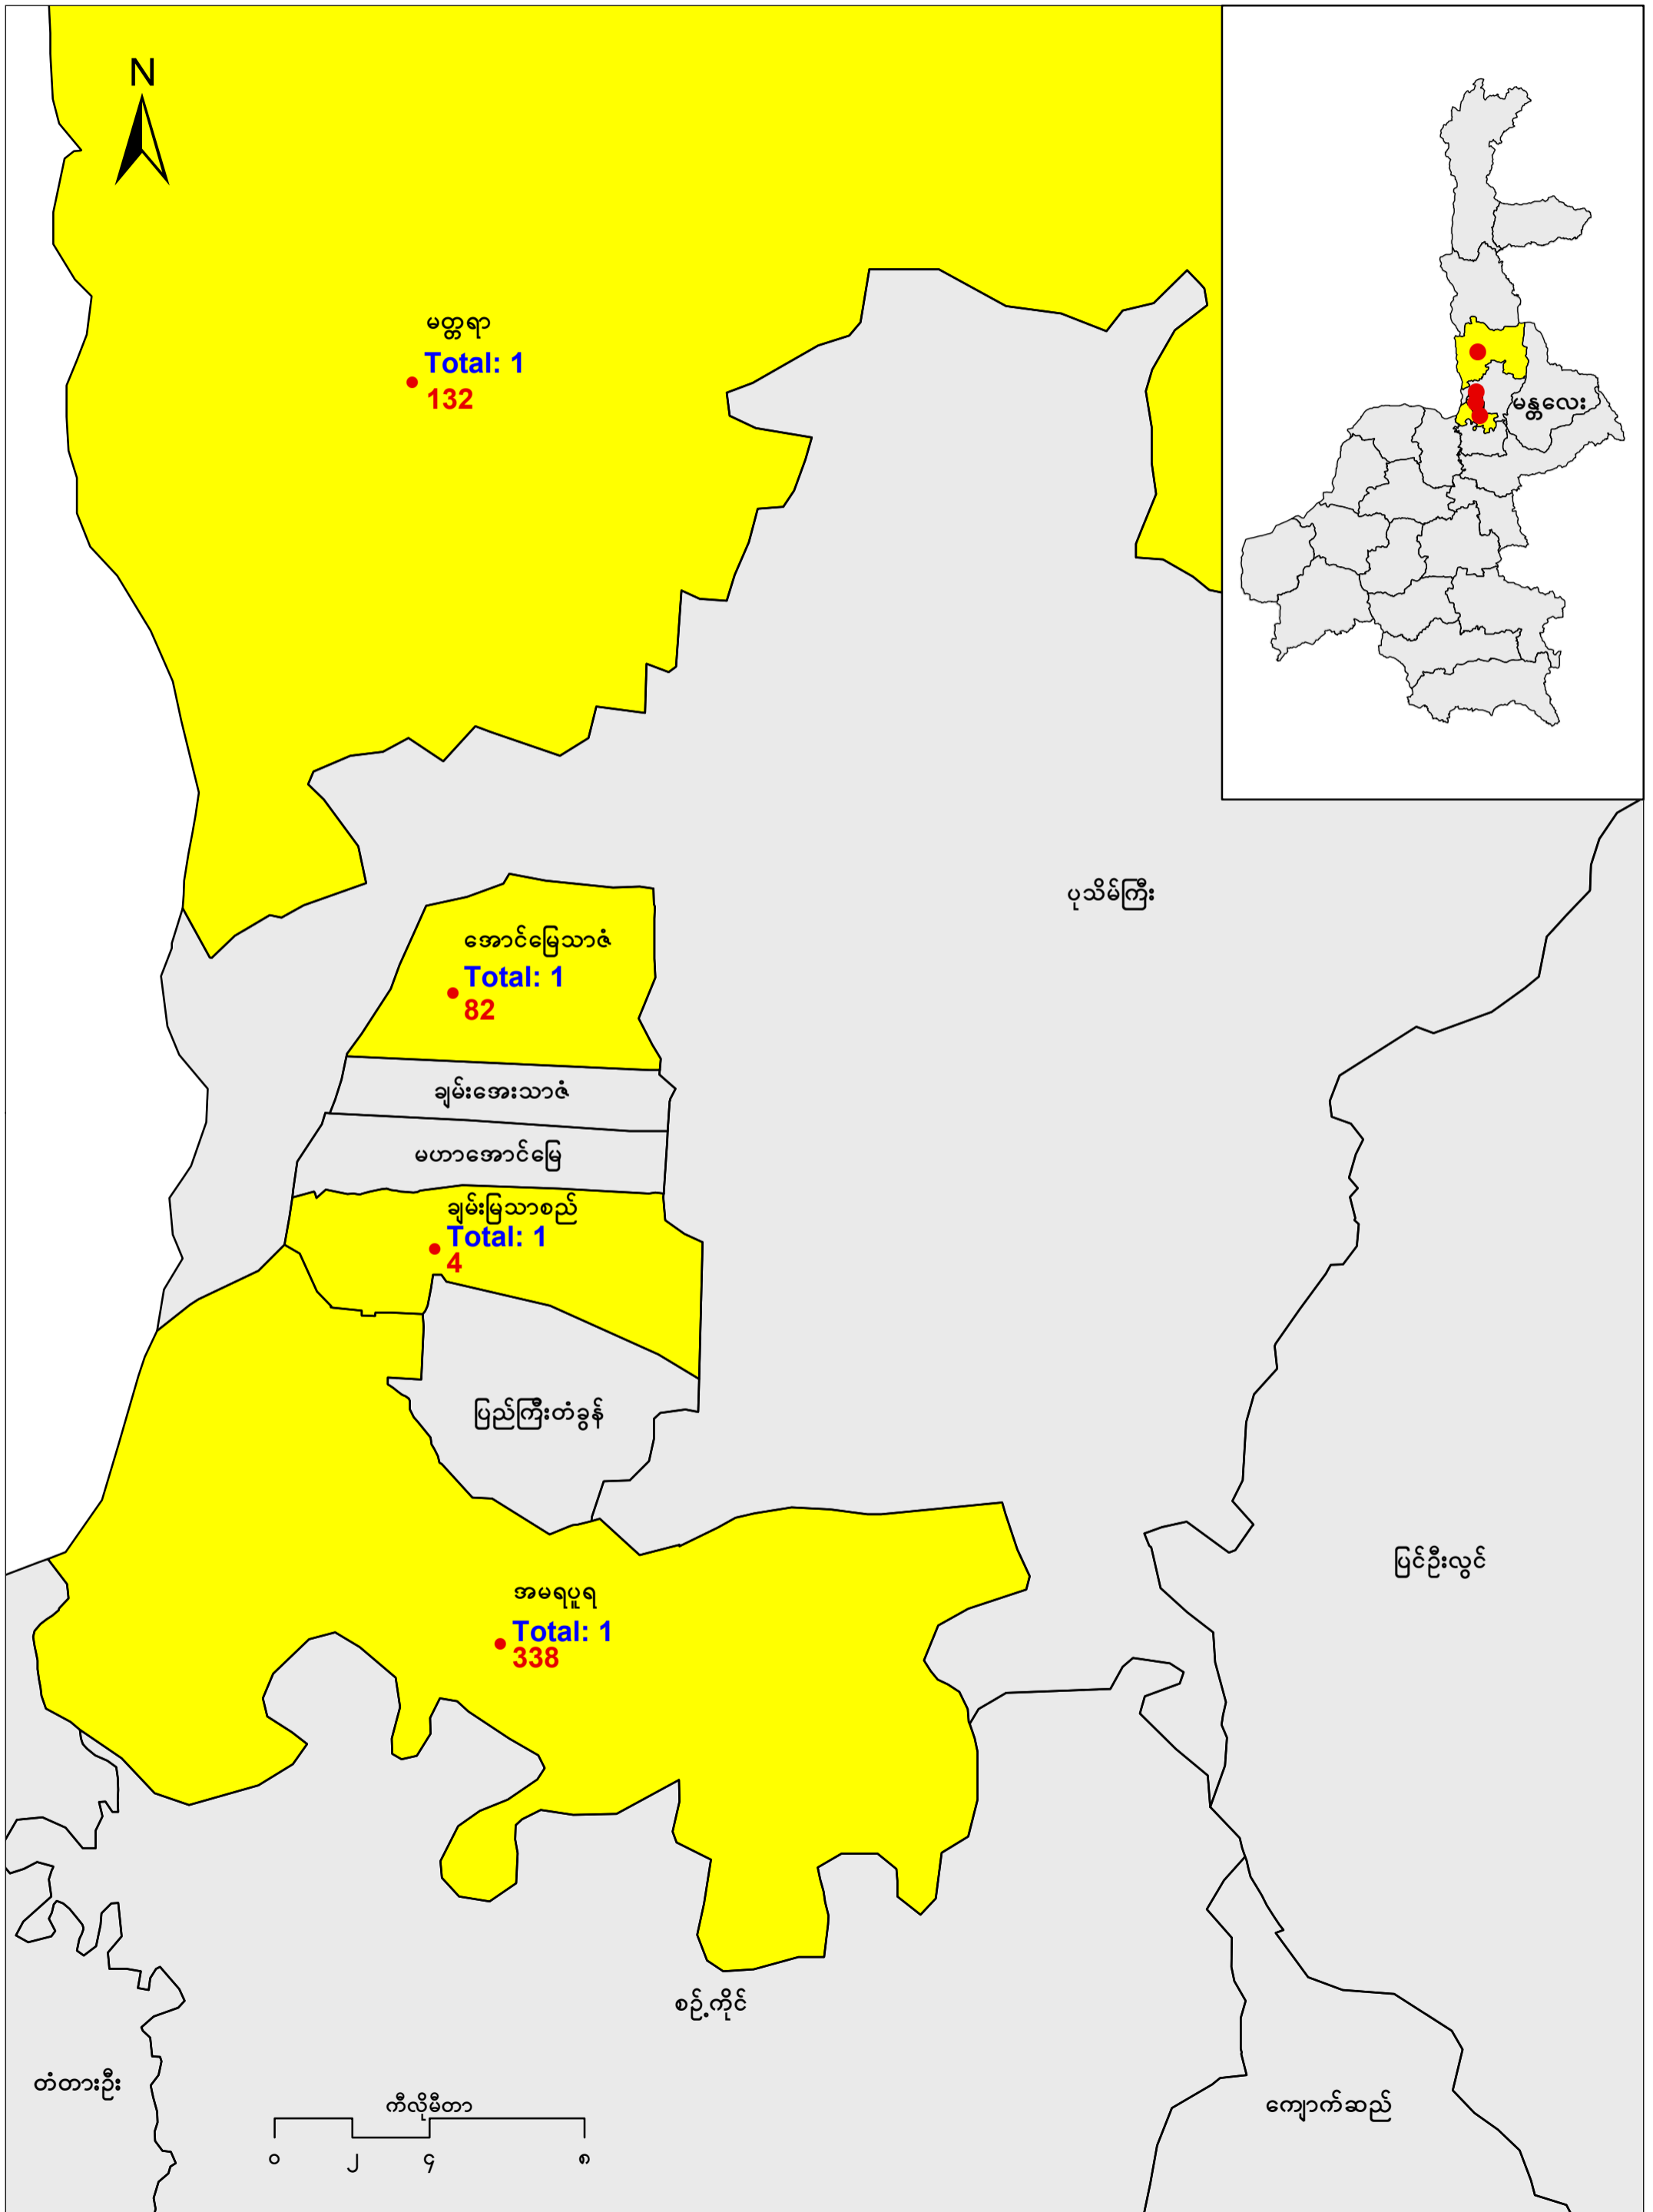 N
မန္တလေး
မတ္တရာ
Total: 1
132
ပုသိမ်ကြီး
အောင်မြေသာဇံ
Total: 1
82
ချမ်းအေးသာဇံ
မဟာအောင်မြေ
ချမ်းမြသာစည်
Total: 1
4
ပြည်ကြီးတံခွန်
ပြင်ဦးလွင်
အမရပူရ
Total: 1
338
စဉ့်ကိုင်
တံတားဦး
ကျောက်ဆည်
ကီလိုမီတာ
၀ ၂ ၄ ၈